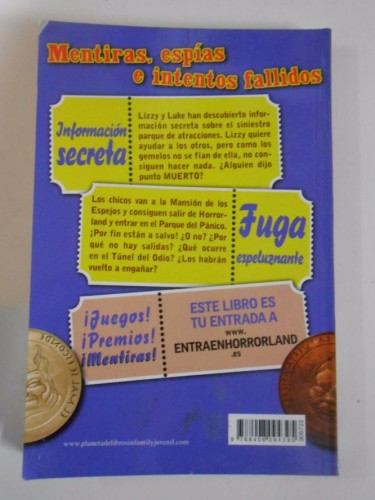 Mentiras, espías
e intentos fallidos
Información
secreta
Lizzy y Luke han descubierto infor-
mación secreta sobre el siniestro
parque de atracciones. Lizzy quiere
ayudar a los otros, pero como los
gemelos no se fían de ella, no con-
siguen hacer nada. ¿Alguien dijo
punto MUERTO?
Los chicos van a la Mansión de los
Espejos y consiguen salir de Horror-
land y entrar en el Parque del Pánico.
¡Por fin están a salvo! ¿O no? ¿Por
qué no hay salidas? ¿Qué ocurre
en el Túnel del Odio? ¿Los habrán
vuelto a engañar?
Fuga
espeluznante
¡Juegos!
¡Premios!
¡Mentiras!
ESTE LIBRO ES
TU ENTRADA A
www.
ENTRAENHORRORLAND
.es
www.planetadelibrosinfantilyjuvenil.com